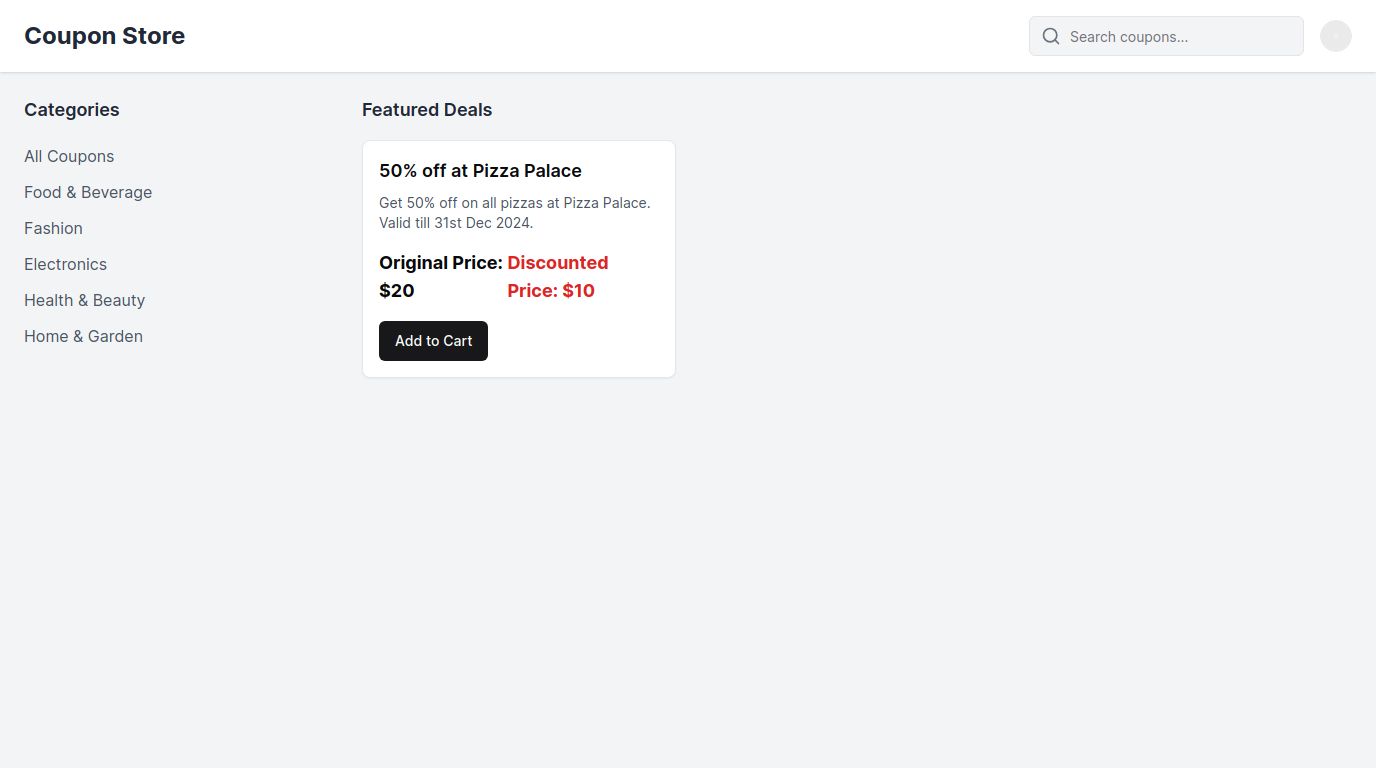 Coupon Store
Search coupons...
Categories
All Coupons
Food & Beverage
Fashion
Electronics
Health & Beauty
Home & Garden
Featured Deals
50% off at Pizza Palace
Get 50% off on all pizzas at Pizza Palace.
Valid till 31st Dec 2024.
Original Price:
$20
Discounted
Price: $10
Add to Cart